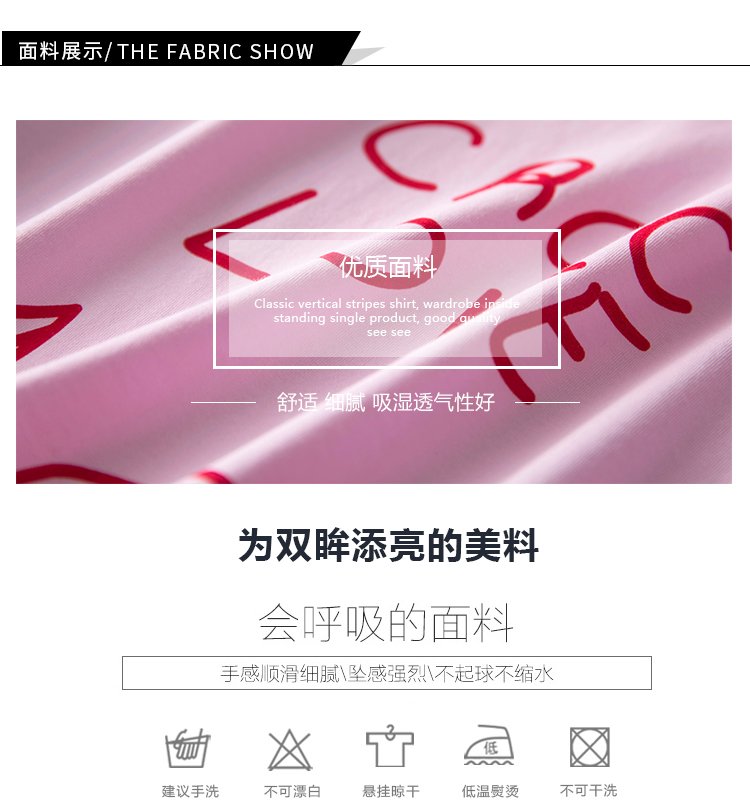 面料展示/THE FABRIC SHOW
优质面料
Classic vertical stripes shirt, wardrobe inside
standing single product, good quality
see see
舒适 细腻 吸湿透气性好
为双眸添亮的美料
会呼吸的面料
手感顺滑细腻\坠感强烈\不起球不缩水
低
建议手洗 不可漂白 悬挂晾干 低温熨烫 不可干洗